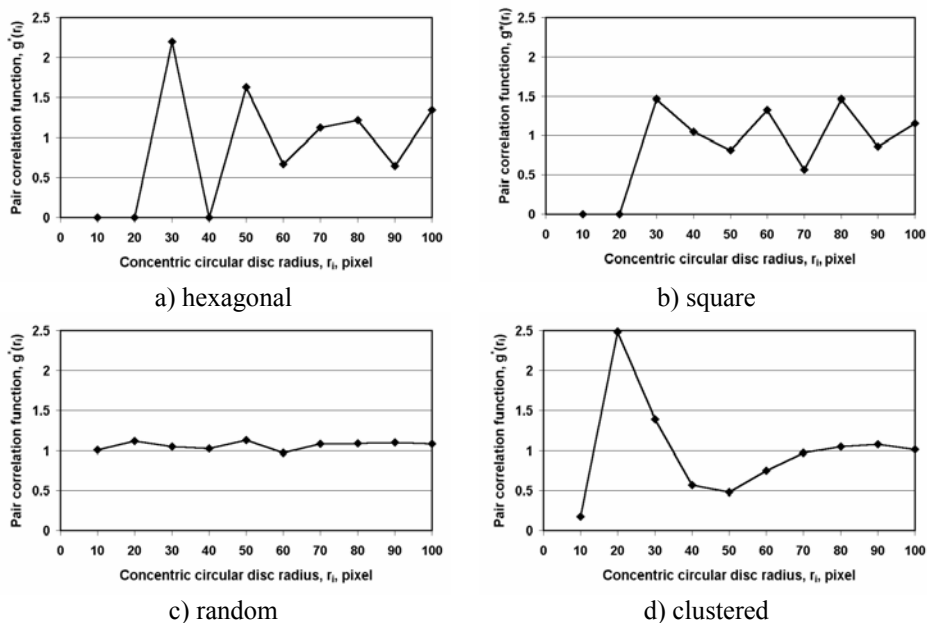 Pair correlation function, g*(rᵢ)
2.5
2
1.5
1
0.5
0
0 10 20 30 40 50 60 70 80 90 100
Concentric circular disc radius, rᵢ, pixel
a) hexagonal
Pair correlation function, g*(rᵢ)
2.5
2
1.5
1
0.5
0
0 10 20 30 40 50 60 70 80 90 100
Concentric circular disc radius, rᵢ, pixel
b) square
Pair correlation function, g*(rᵢ)
2.5
2
1.5
1
0.5
0
0 10 20 30 40 50 60 70 80 90 100
Concentric circular disc radius, rᵢ, pixel
c) random
Pair correlation function, g*(rᵢ)
2.5
2
1.5
1
0.5
0
0 10 20 30 40 50 60 70 80 90 100
Concentric circular disc radius, rᵢ, pixel
d) clustered